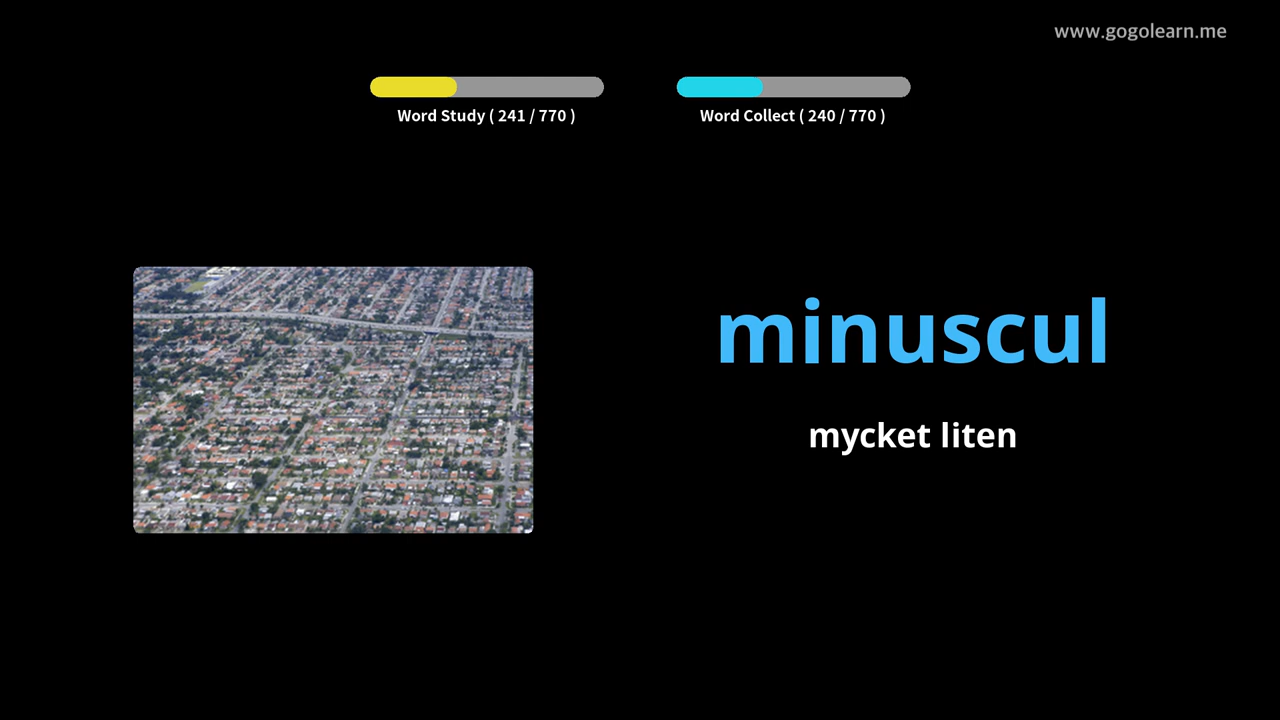 www.gogolearn.me
Word Study ( 241 / 770 )
Word Collect ( 240 / 770 )
minuscul
mycket liten